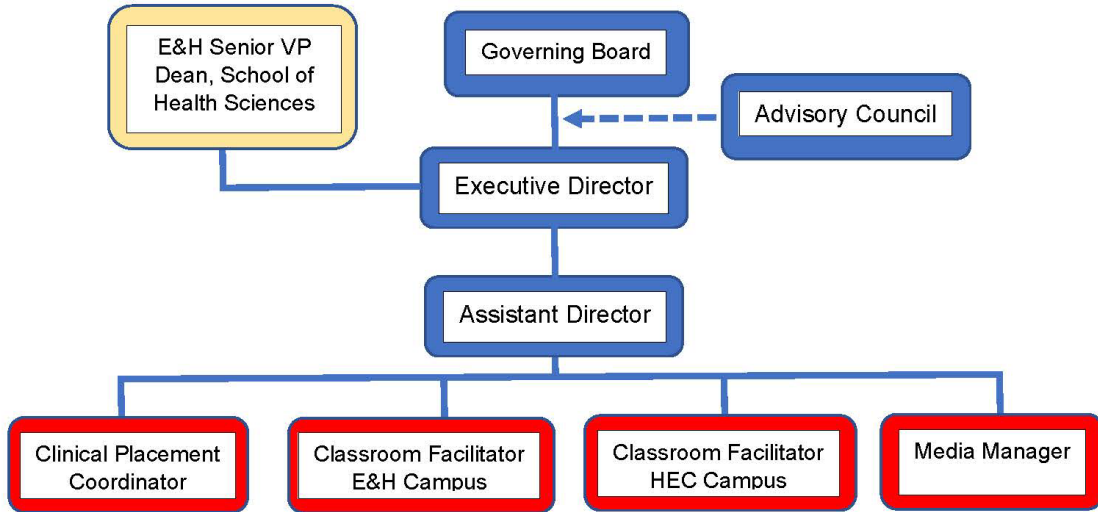 E&H Senior VP
Dean, School of
Health Sciences
Governing Board
Advisory Council
Executive Director
Assistant Director
Clinical Placement
Coordinator
Classroom Facilitator
E&H Campus
Classroom Facilitator
HEC Campus
Media Manager